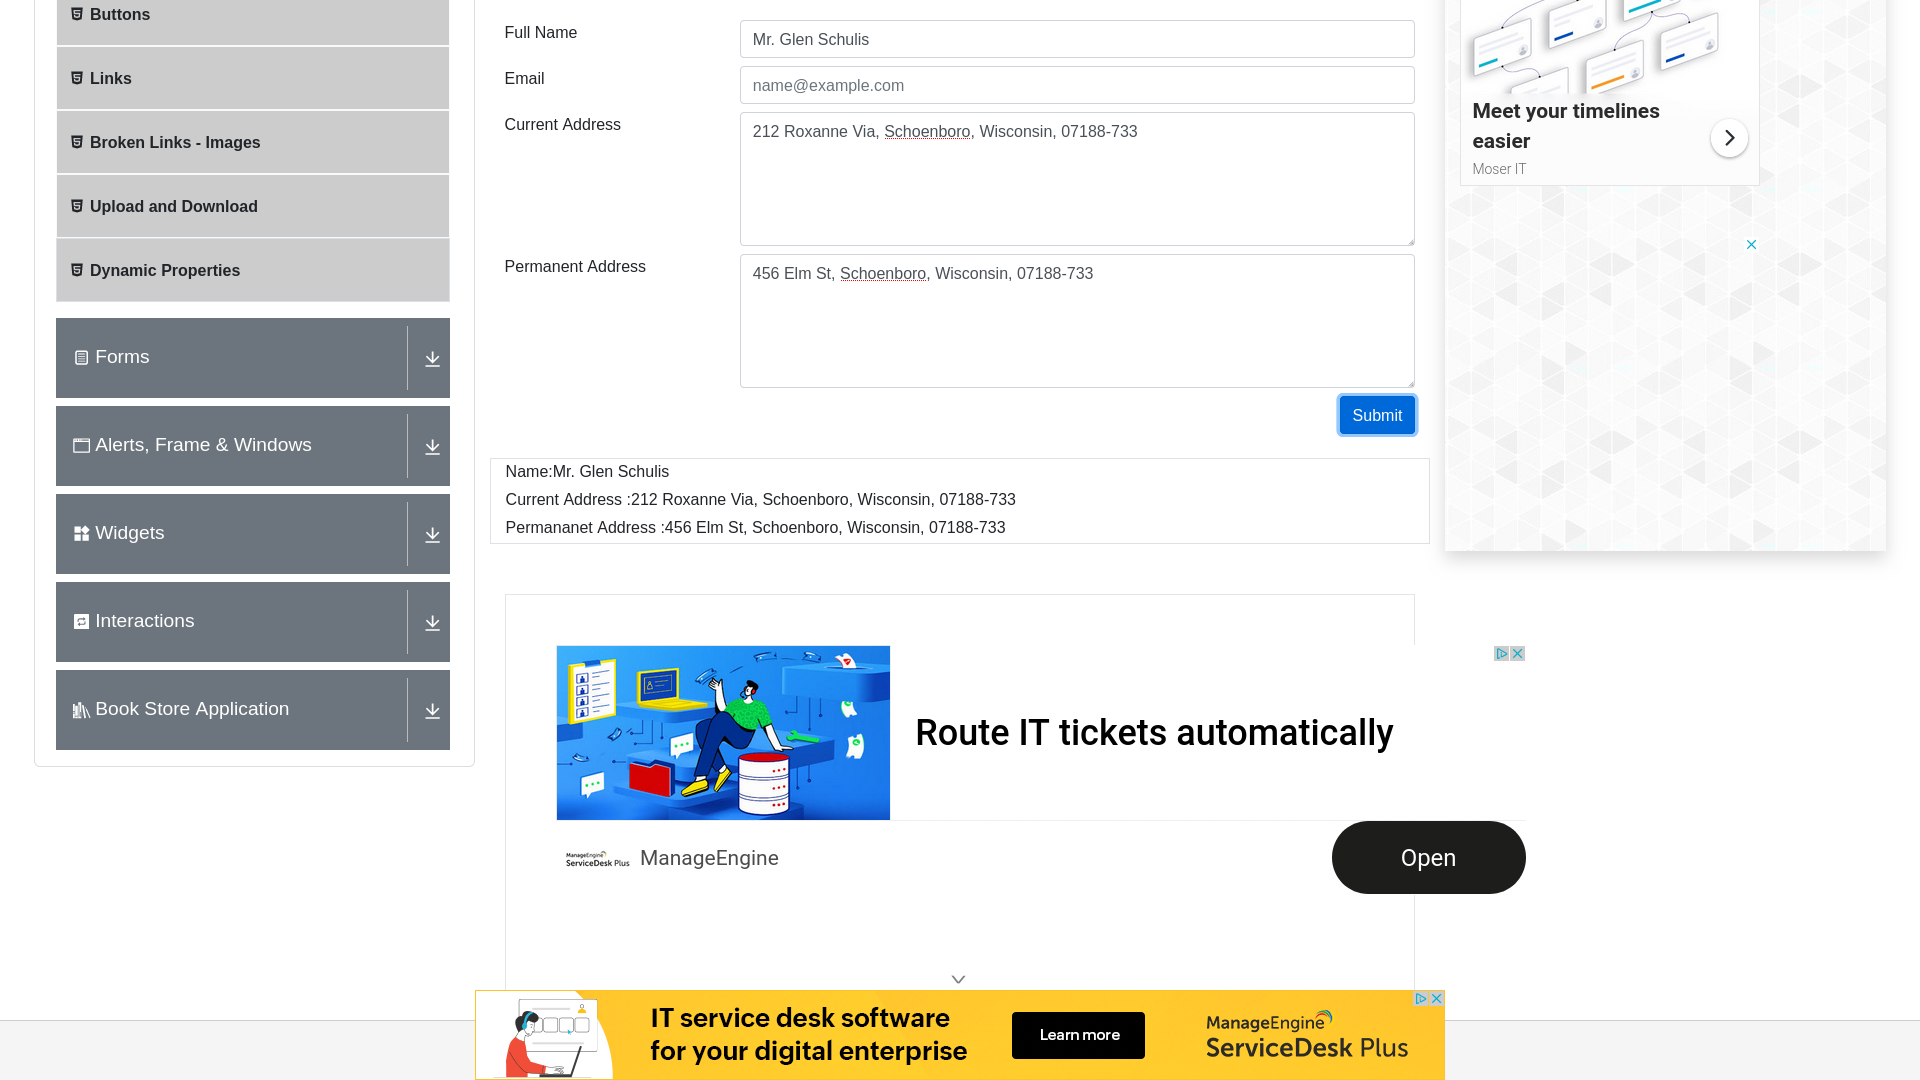 Buttons
Links
Broken Links - Images
Upload and Download
Dynamic Properties
Forms
Alerts, Frame & Windows
Widgets
Interactions
Book Store Application
Full Name
Mr. Glen Schulis
Email
name@example.com
Current Address
212 Roxanne Via, Schoenboro, Wisconsin, 07188-733
Permanent Address
456 Elm St, Schoenboro, Wisconsin, 07188-733
Submit
Name:Mr. Glen Schulis
Current Address :212 Roxanne Via, Schoenboro, Wisconsin, 07188-733
Permananet Address :456 Elm St, Schoenboro, Wisconsin, 07188-733
Meet your timelines
easier
Moser IT
Route IT tickets automatically
ManageEngine
ServiceDesk Plus
ManageEngine
Open
IT service desk software
for your digital enterprise
Learn more
ManageEngine
ServiceDesk Plus